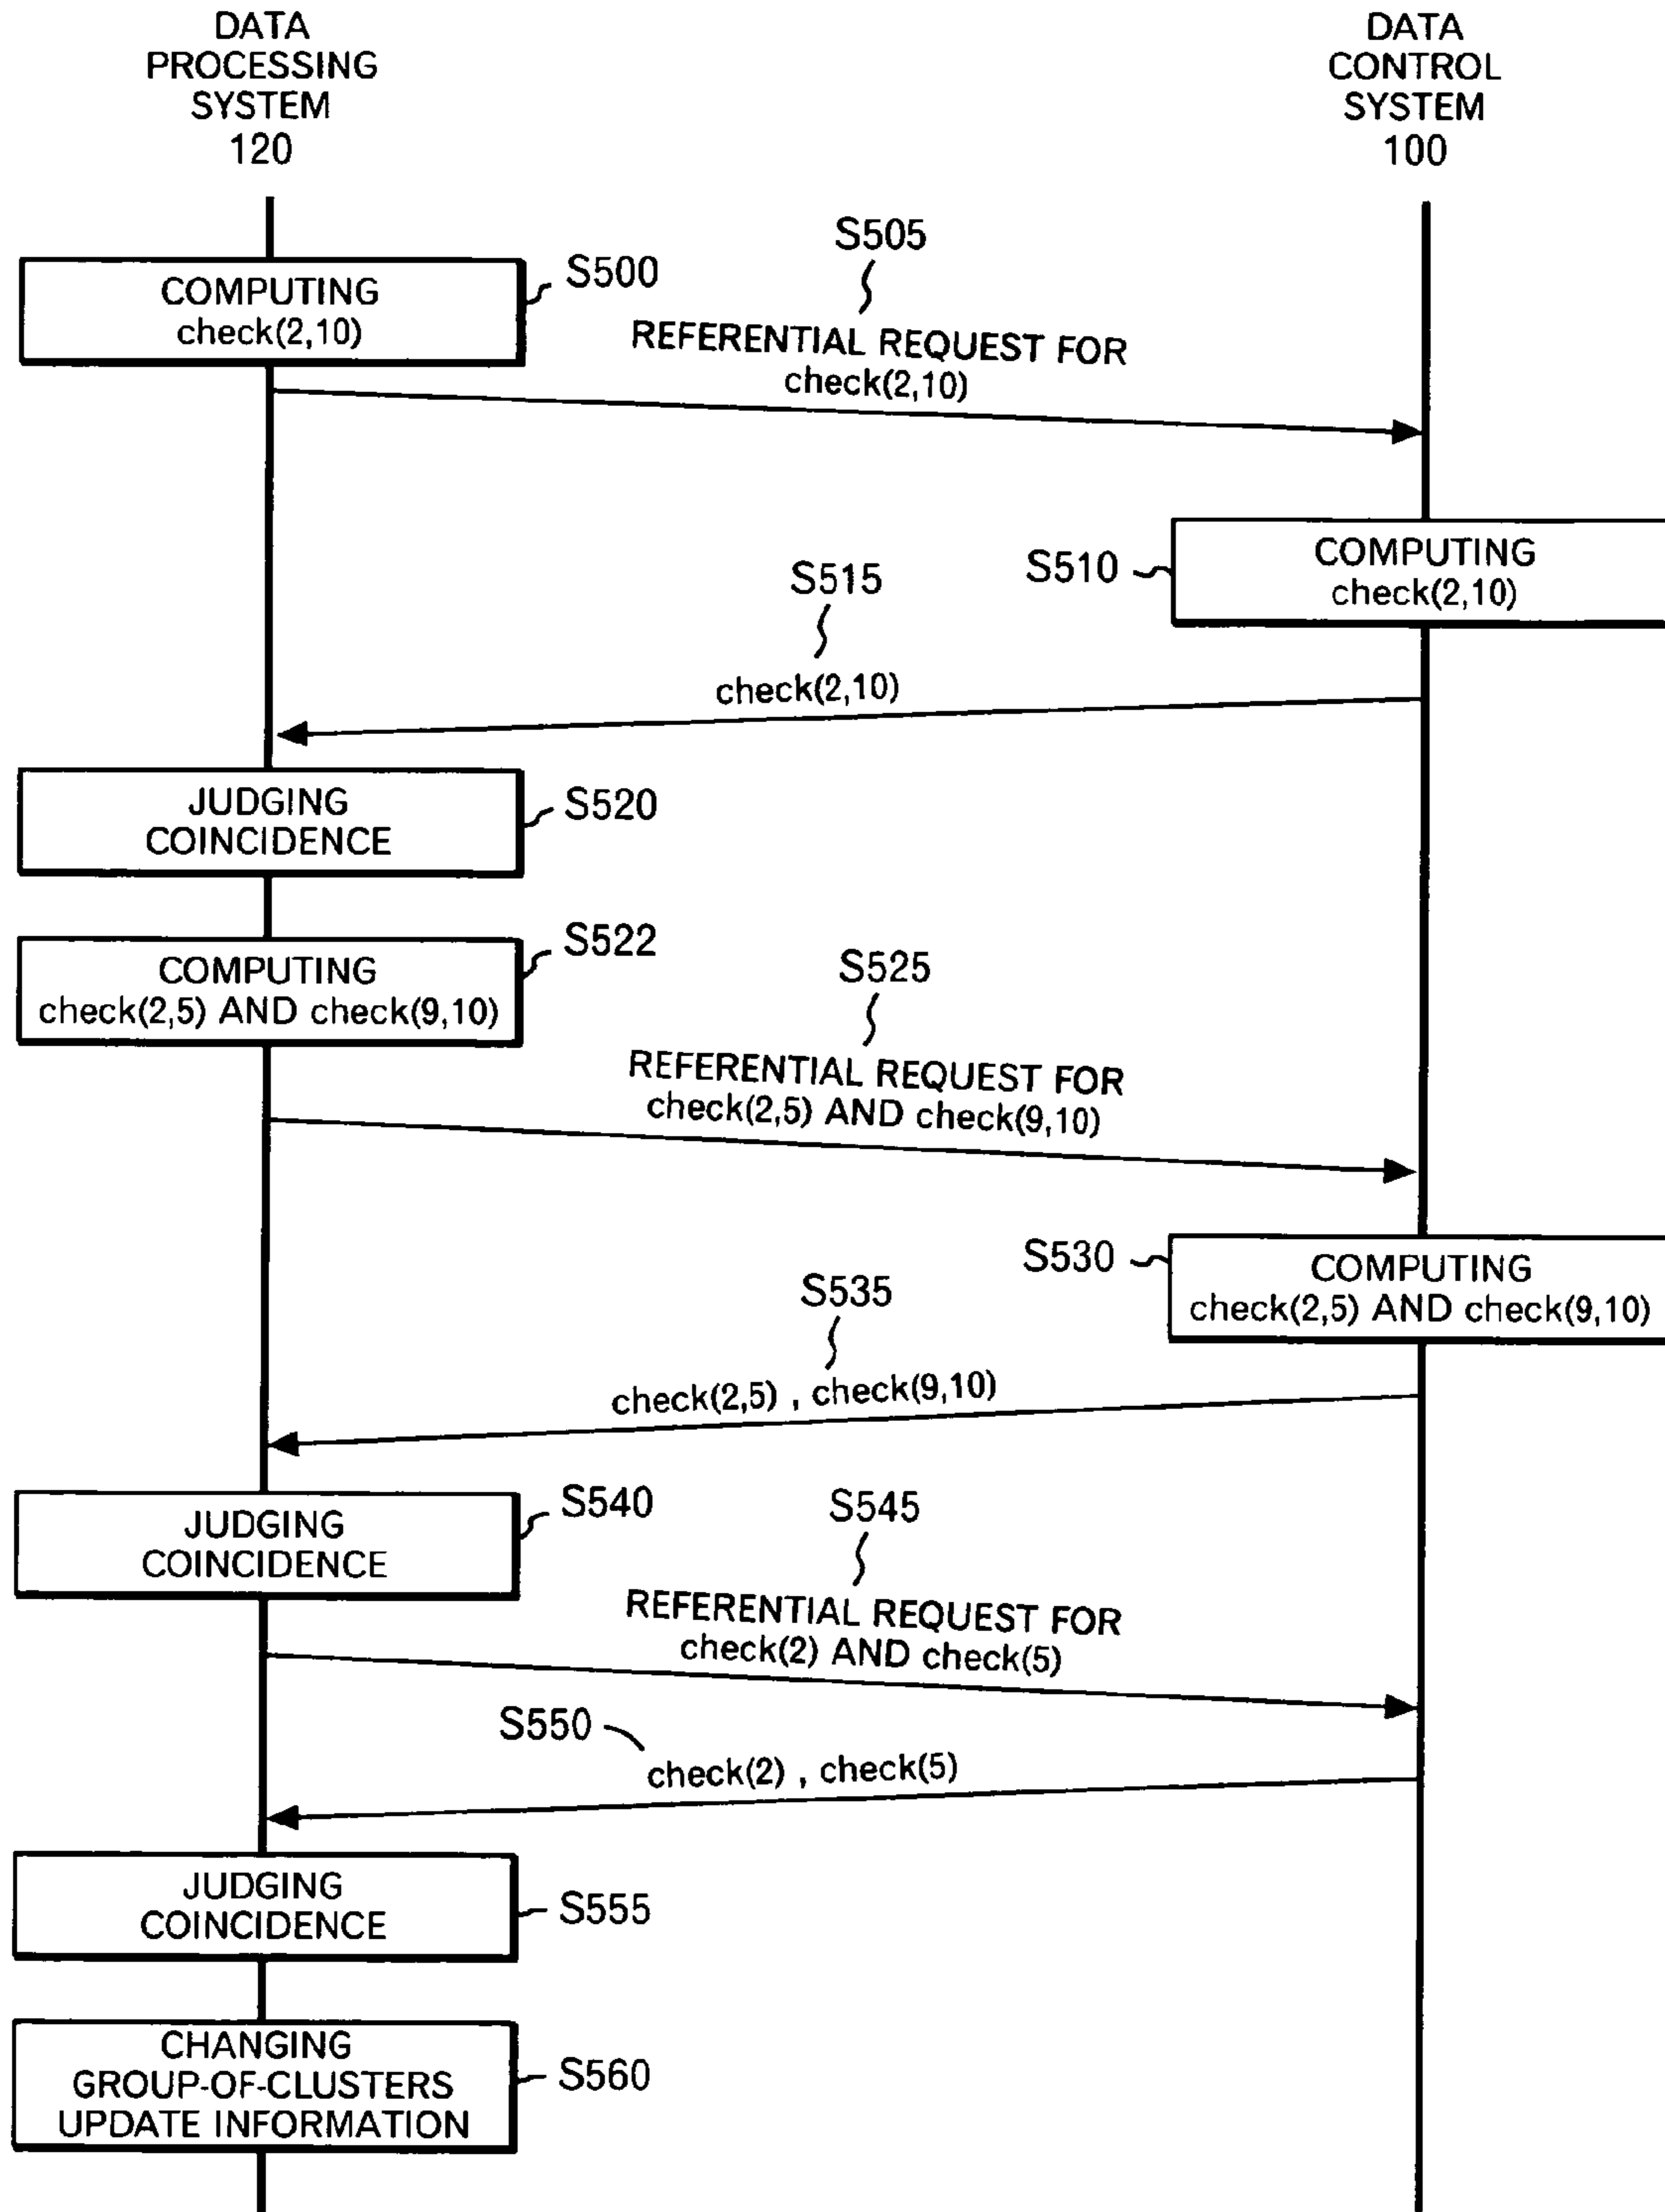 DATA
PROCESSING
SYSTEM
120
DATA
CONTROL
SYSTEM
100
S505
COMPUTING
check(2,10)
S500
REFERENTIAL REQUEST FOR
check(2,10)
S510
COMPUTING
check(2,10)
S515
check(2,10)
JUDGING
COINCIDENCE
S520
COMPUTING
check(2,5) AND check(9,10)
S522
S525
REFERENTIAL REQUEST FOR
check(2,5) AND check(9,10)
S530
COMPUTING
check(2,5) AND check(9,10)
S535
check(2,5) , check(9,10)
JUDGING
COINCIDENCE
S540
S545
REFERENTIAL REQUEST FOR
check(2) AND check(5)
S550
check(2) , check(5)
JUDGING
COINCIDENCE
S555
CHANGING
GROUP-OF-CLUSTERS
UPDATE INFORMATION
S560